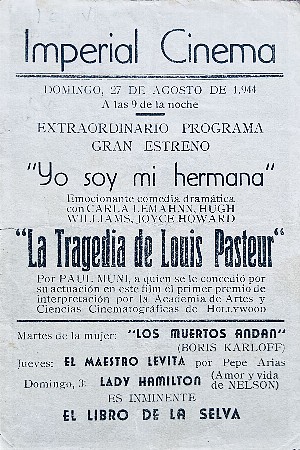 Imperial Cinema
DOMINGO, 27 DE AGOSTO DE 1.944
A las 9 de la noche
EXTRAORDINARIO PROGRAMA
GRAN ESTRENO
"Yo soy mi hermana"
Emocionante comedia dramática,
con CARLA LEMAHNN, HUGH
WILLIAMS, JOYCE HOWARD
"La Tragedia de Louis Pasteur"
Por PAUL MUNI, a quien se le concedió por
su actuación en este film el primer premio de
interpretación por la Academia de Artes y
Ciencias Cinematográficas de HOLLYWOOD
Martes de la mujer: "LOS MUERTOS ANDAN"
(BORIS KARLOFF)
Jueves: EL MAESTRO LEVITA por Pepe Arias
Domingo, 3: LADY HAMILTON (Amor y vida
de NELSON)
ES INMINENTE
EL LIBRO DE LA SELVA